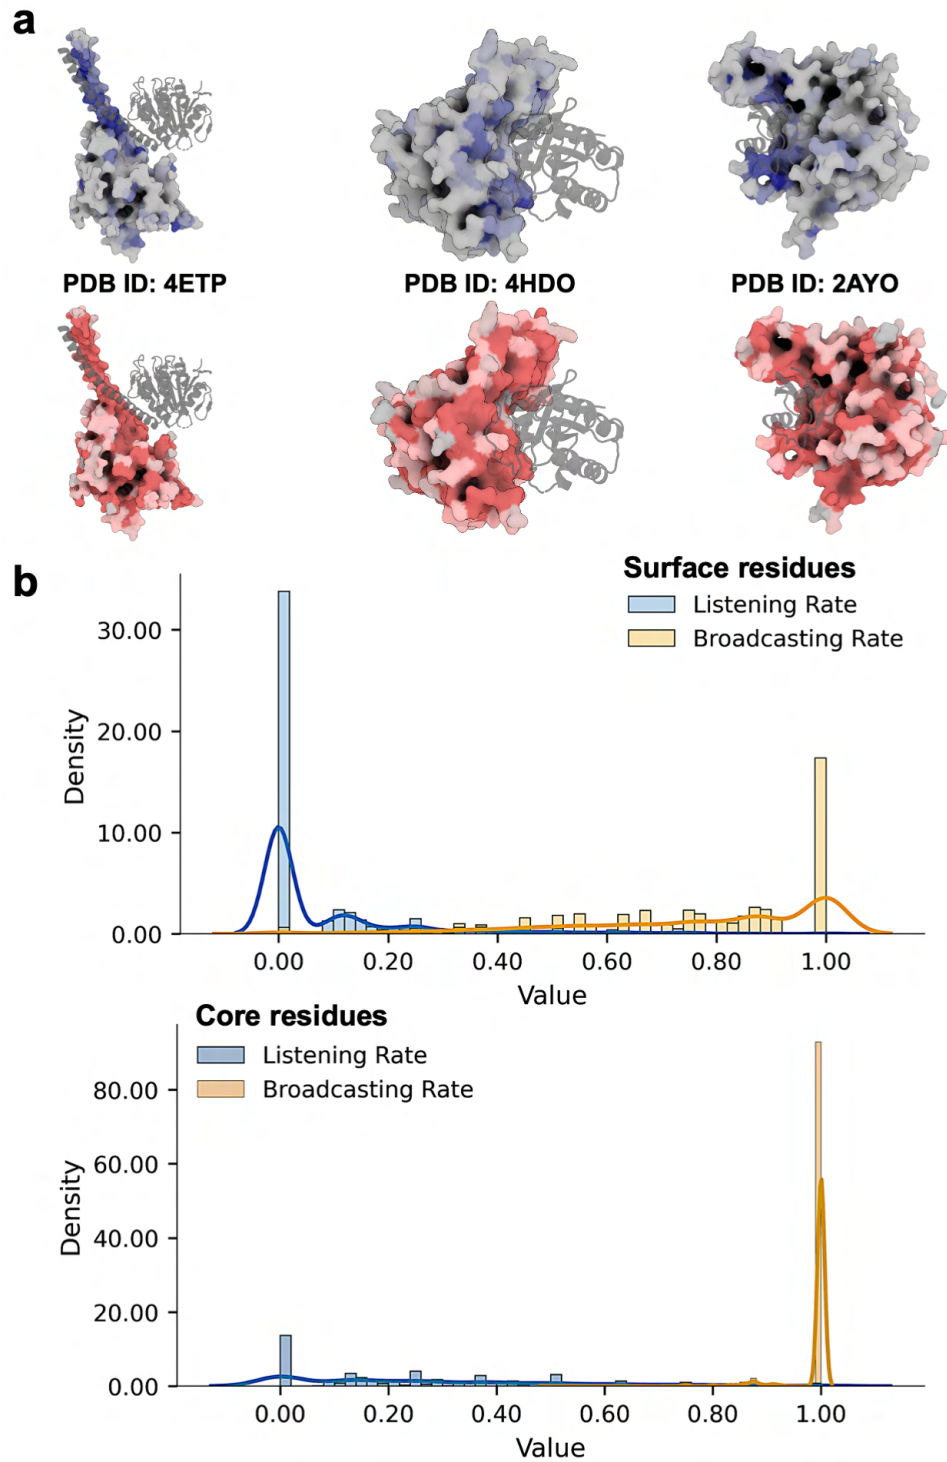 a
PDB ID: 4ETP
PDB ID: 4HDO
PDB ID: 2AYO
b
Surface residues
Listening Rate
Broadcasting Rate
30.00
20.00
10.00
0.00
Density
0.00 0.20 0.40 0.60 0.80 1.00
Value
Core residues
Listening Rate
Broadcasting Rate
80.00
60.00
40.00
20.00
0.00
Density
0.00 0.20 0.40 0.60 0.80 1.00
Value